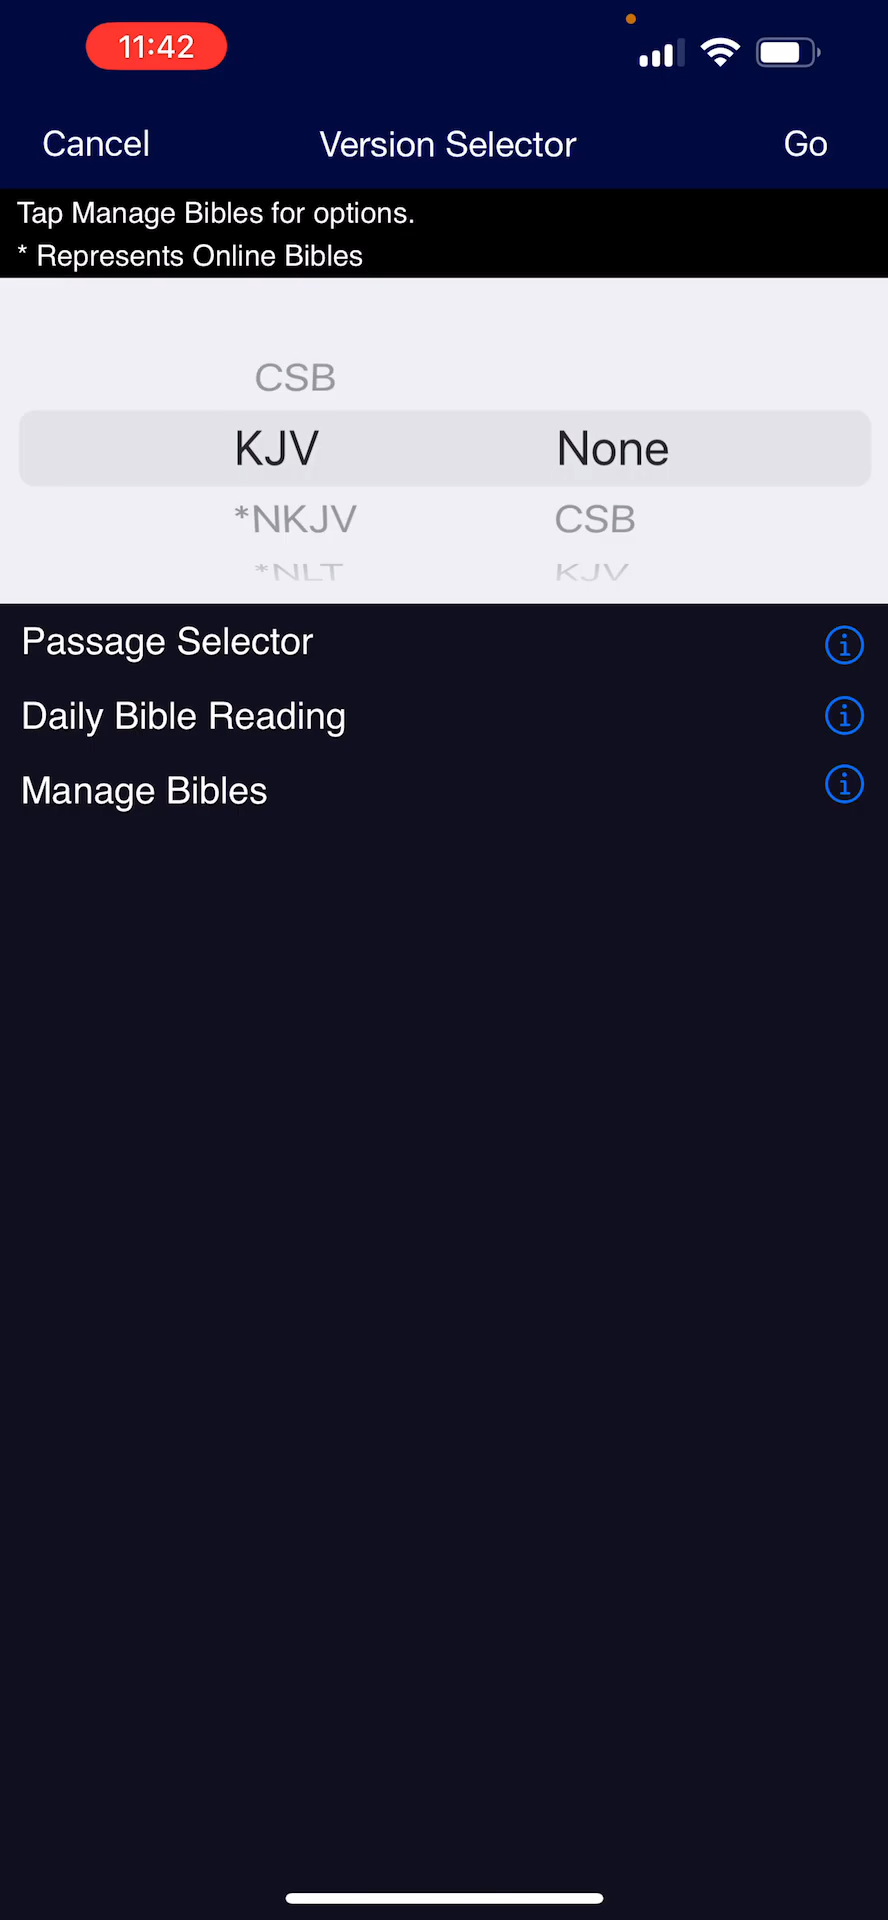 11:42
Cancel Version Selector Go
Tap Manage Bibles for options.
* Represents Online Bibles
CSB
KJV None
*NKJV CSB
*NLT KJV
Passage Selector
Daily Bible Reading
Manage Bibles